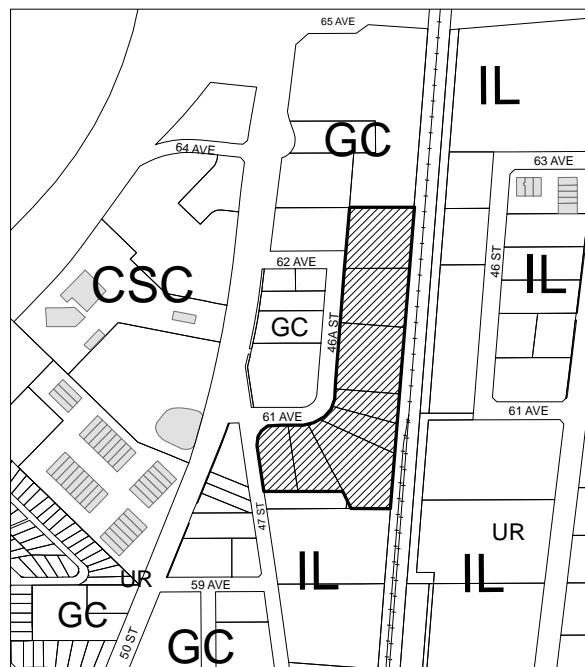 65 AVE
IL
GC
64 AVE
63 AVE
62 AVE
46 ST
CSC
IL
GC
46A ST
61 AVE
61 AVE
47 ST
UR
IL
IL
UR
59 AVE
GC
50 ST
GC